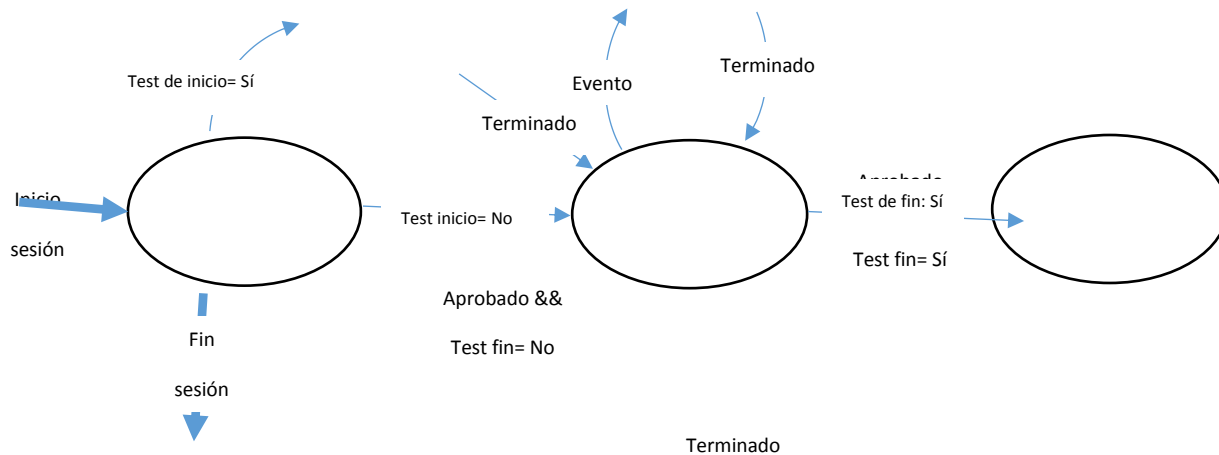 Test de inicio= Sí
Evento
Terminado
Terminado
Inicio
sesión
Test inicio= No
Aprobado
Test de fin: Sí
Test fin= Sí
Aprobado &&
Test fin= No
Fin
sesión
Terminado